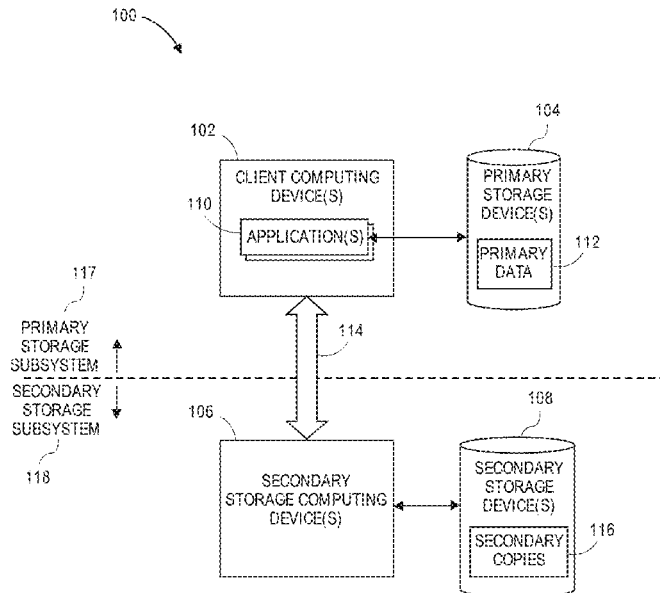 100
102
104
CLIENT COMPUTING
DEVICE(S)
110
APPLICATION(S)
PRIMARY
STORAGE
DEVICE(S)
PRIMARY
DATA
112
117
PRIMARY
STORAGE
SUBSYSTEM
114
SECONDARY
STORAGE
SUBSYSTEM
118
106
108
SECONDARY
STORAGE COMPUTING
DEVICE(S)
SECONDARY
STORAGE
DEVICE(S)
SECONDARY
COPIES
116